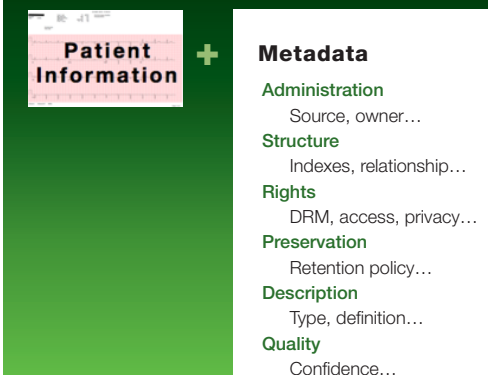 Patient
Information
+
Metadata
Administration
Source, owner…
Structure
Indexes, relationship…
Rights
DRM, access, privacy…
Preservation
Retention policy…
Description
Type, definition…
Quality
Confidence…